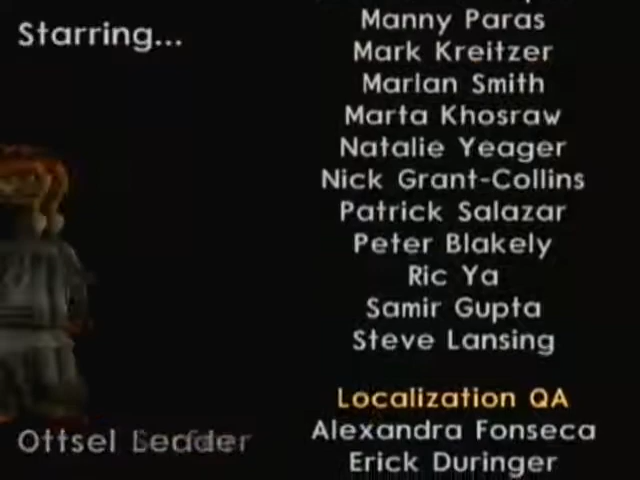 Starring...
Manny Paras
Mark Kreitzer
Marlan Smith
Marta Khosraw
Natalie Yeager
Nick Grant-Collins
Patrick Salazar
Peter Blakely
Ric Ya
Samir Gupta
Steve Lansing
Localization QA
Alexandra Fonseca
Erick Duringer
Ottsel